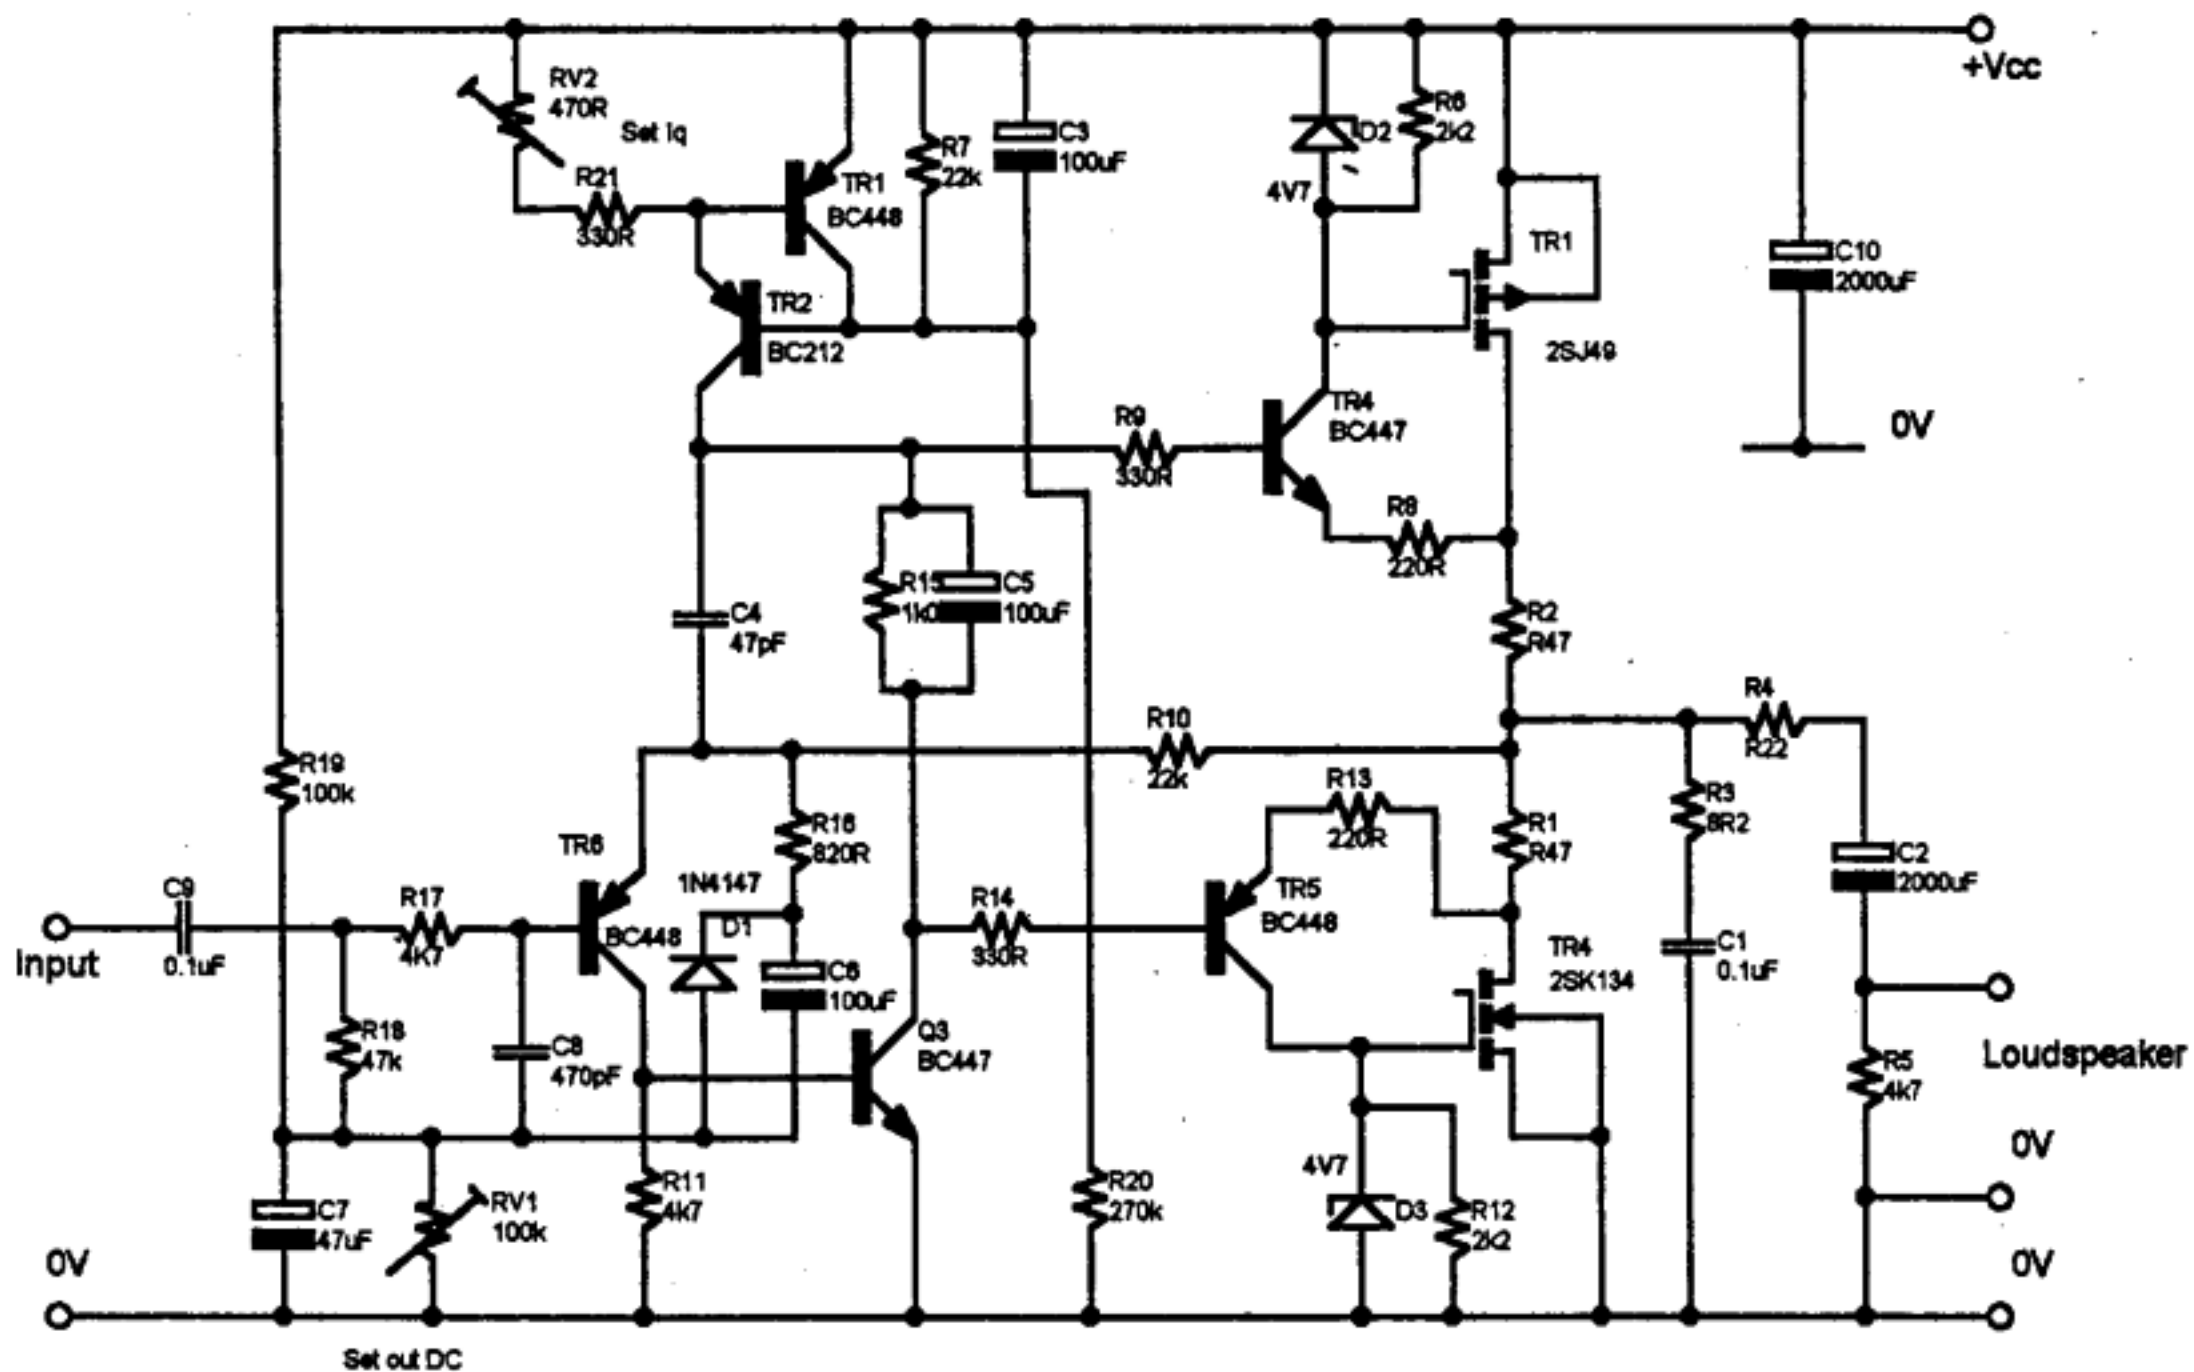 +Vcc
RV2
470R
Set Iq
R21
330R
TR1
BC448
R7
22k
C3
100uF
D2
4V7
R6
2k2
TR1
2SJ49
C10
2000uF
0V
TR2
BC212
R9
330R
TR4
BC447
R8
220R
R15
1k0
C5
100uF
C4
47pF
R2
R47
R10
22k
R4
R22
R19
100k
R13
220R
R1
R47
R3
8R2
TR6
BC448
R16
820R
1N4147
D1
C9
0.1uF
Input
R17
4K7
R14
330R
TR5
BC448
C2
2000uF
C6
100uF
TR4
2SK134
C1
0.1uF
R18
47k
C8
470pF
Q3
BC447
Loudspeaker
R5
4k7
0V
R11
4k7
R20
270k
4V7
D3
R12
2k2
C7
47uF
RV1
100k
0V
0V
Set out DC